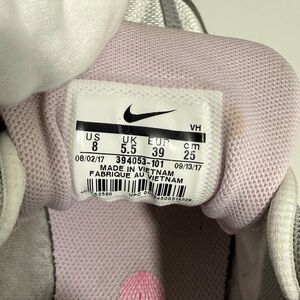 VH
US UK EUR cm
8 5.5 39 25
08/02/17 394053-101 09/13/17
MADE IN VIETNAM
FABRIQUE AU VIETNAM
UPC